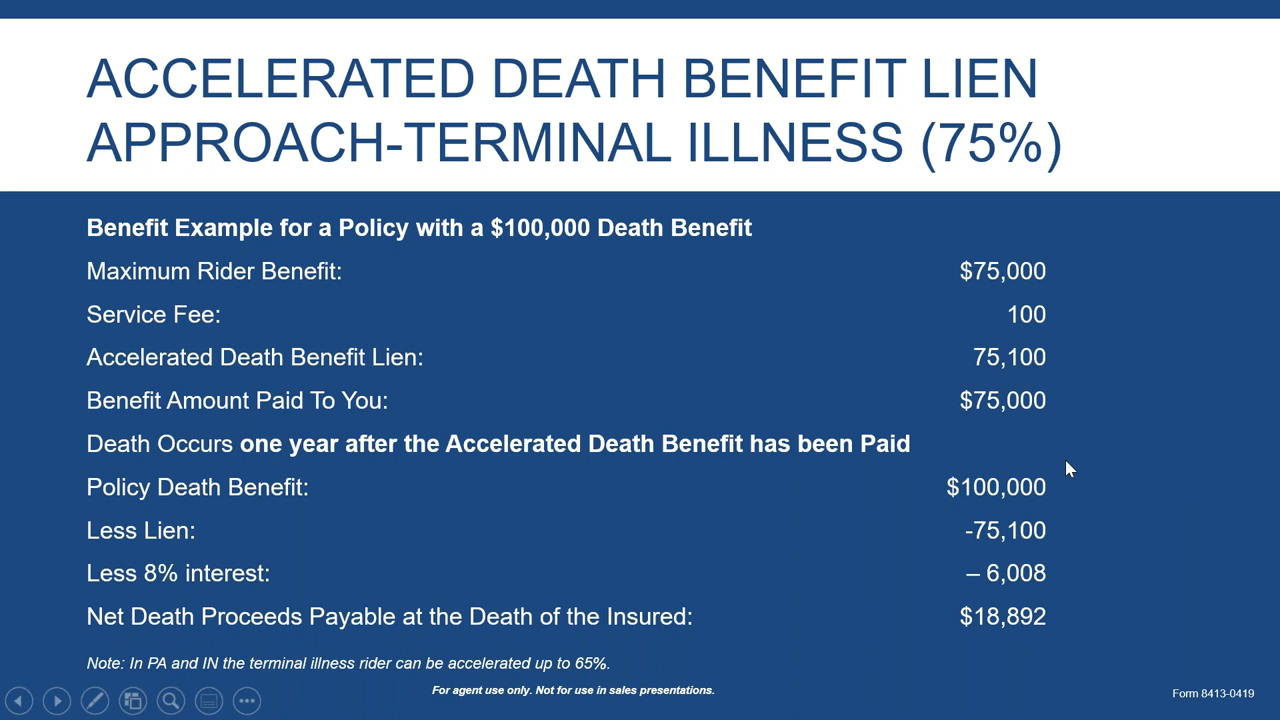 ACCELERATED DEATH BENEFIT LIEN
APPROACH-TERMINAL ILLNESS (75%)
Benefit Example for a Policy with a $100,000 Death Benefit
Maximum Rider Benefit: $75,000
Service Fee: 100
Accelerated Death Benefit Lien: 75,100
Benefit Amount Paid To You: $75,000
Death Occurs one year after the Accelerated Death Benefit has been Paid
Policy Death Benefit: $100,000
Less Lien: -75,100
Less 8% interest: – 6,008
Net Death Proceeds Payable at the Death of the Insured: $18,892
Note: In PA and IN the terminal illness rider can be accelerated up to 65%.
For agent use only. Not for use in sales presentations.
Form 8413-0419